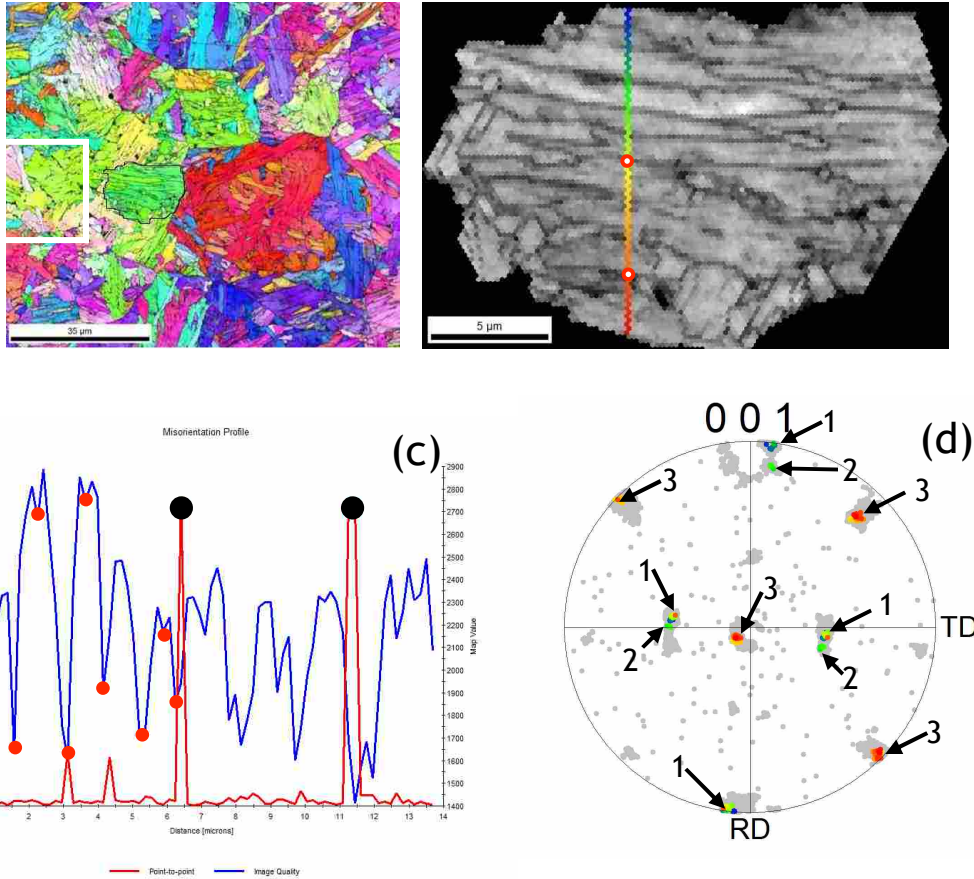 35 µm
5 µm
Misorientation Profile
(c)
2900
2800
2700
2600
2500
2400
2300
2200
2100
2000
1900
1800
1700
1600
1500
1400
Map Value
2 3 4 5 6 7 8 9 10 11 12 13 14
Distance [microns]
Point-to-point Image Quality
0 0 1
(d)
1
2
3
3
1
3
1
2
2
TD
3
1
RD